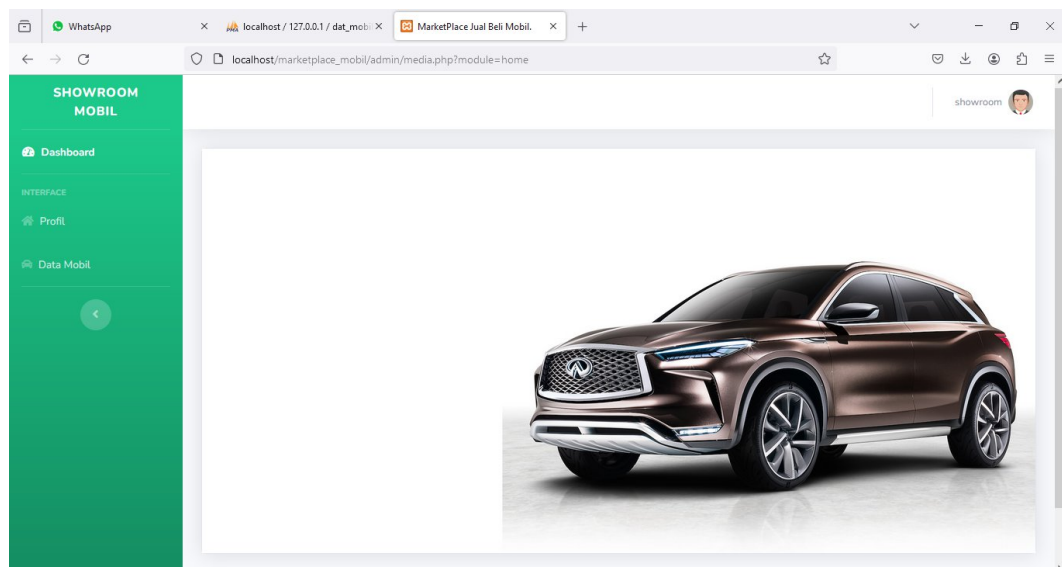 WhatsApp
localhost / 127.0.0.1 / dat_mobi
MarketPlace Jual Beli Mobil.
localhost/marketplace_mobil/admin/media.php?module=home
SHOWROOM
MOBIL
showroom
Dashboard
INTERFACE
Profil
Data Mobil